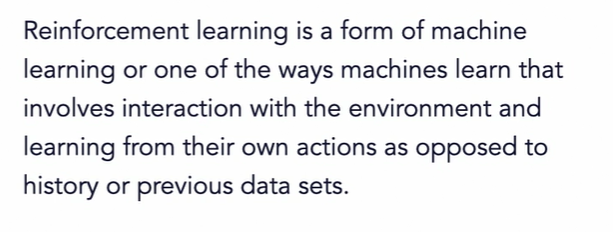 Reinforcement learning is a form of machine
learning or one of the ways machines learn that
involves interaction with the environment and
learning from their own actions as opposed to
history or previous data sets.